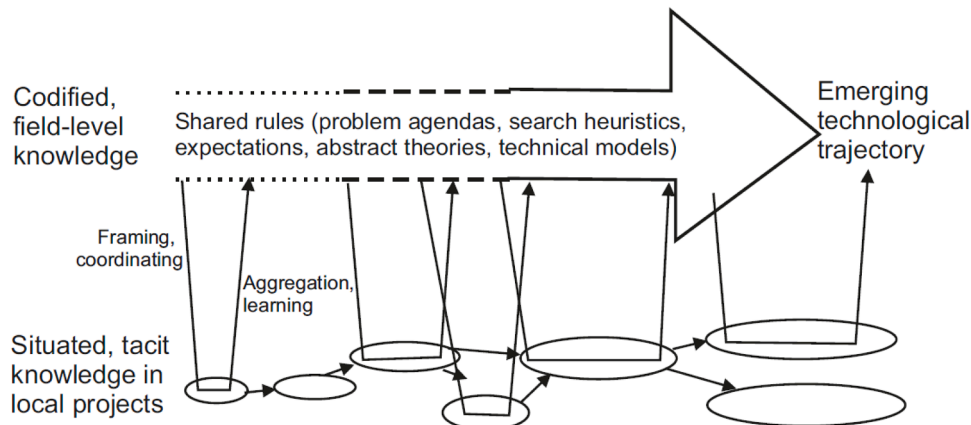 Codified,
field-level
knowledge
Shared rules (problem agendas, search heuristics,
expectations, abstract theories, technical models)
Emerging
technological
trajectory
Framing,
coordinating
Aggregation,
learning
Situated, tacit
knowledge in
local projects